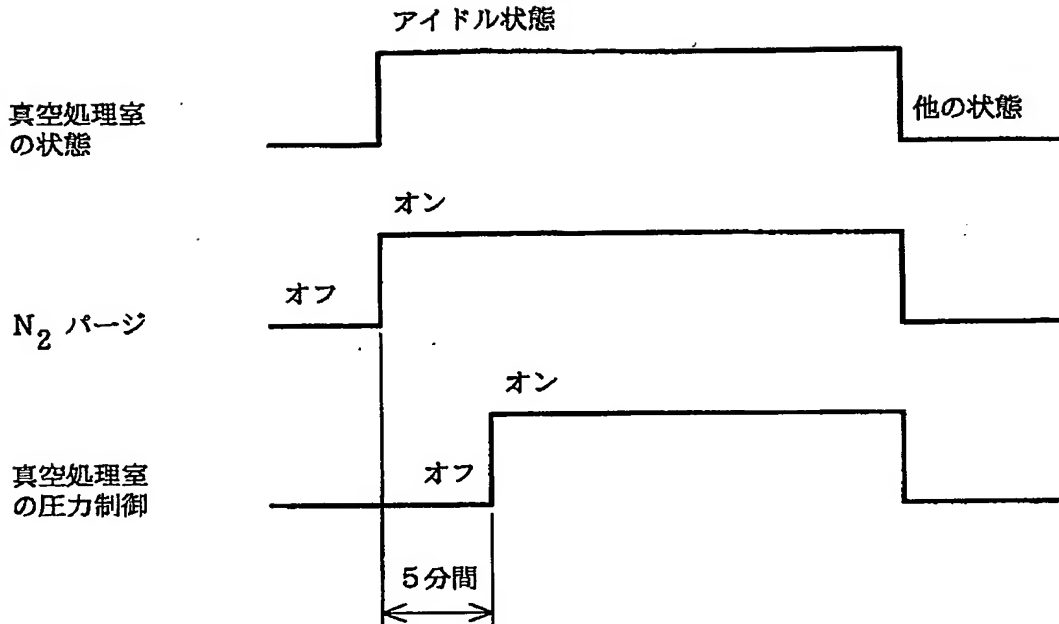 アイドル状態
真空処理室
の状態
他の状態
オン
オフ
N₂ パージ
オン
オフ
真空処理室
の圧力制御
5分間